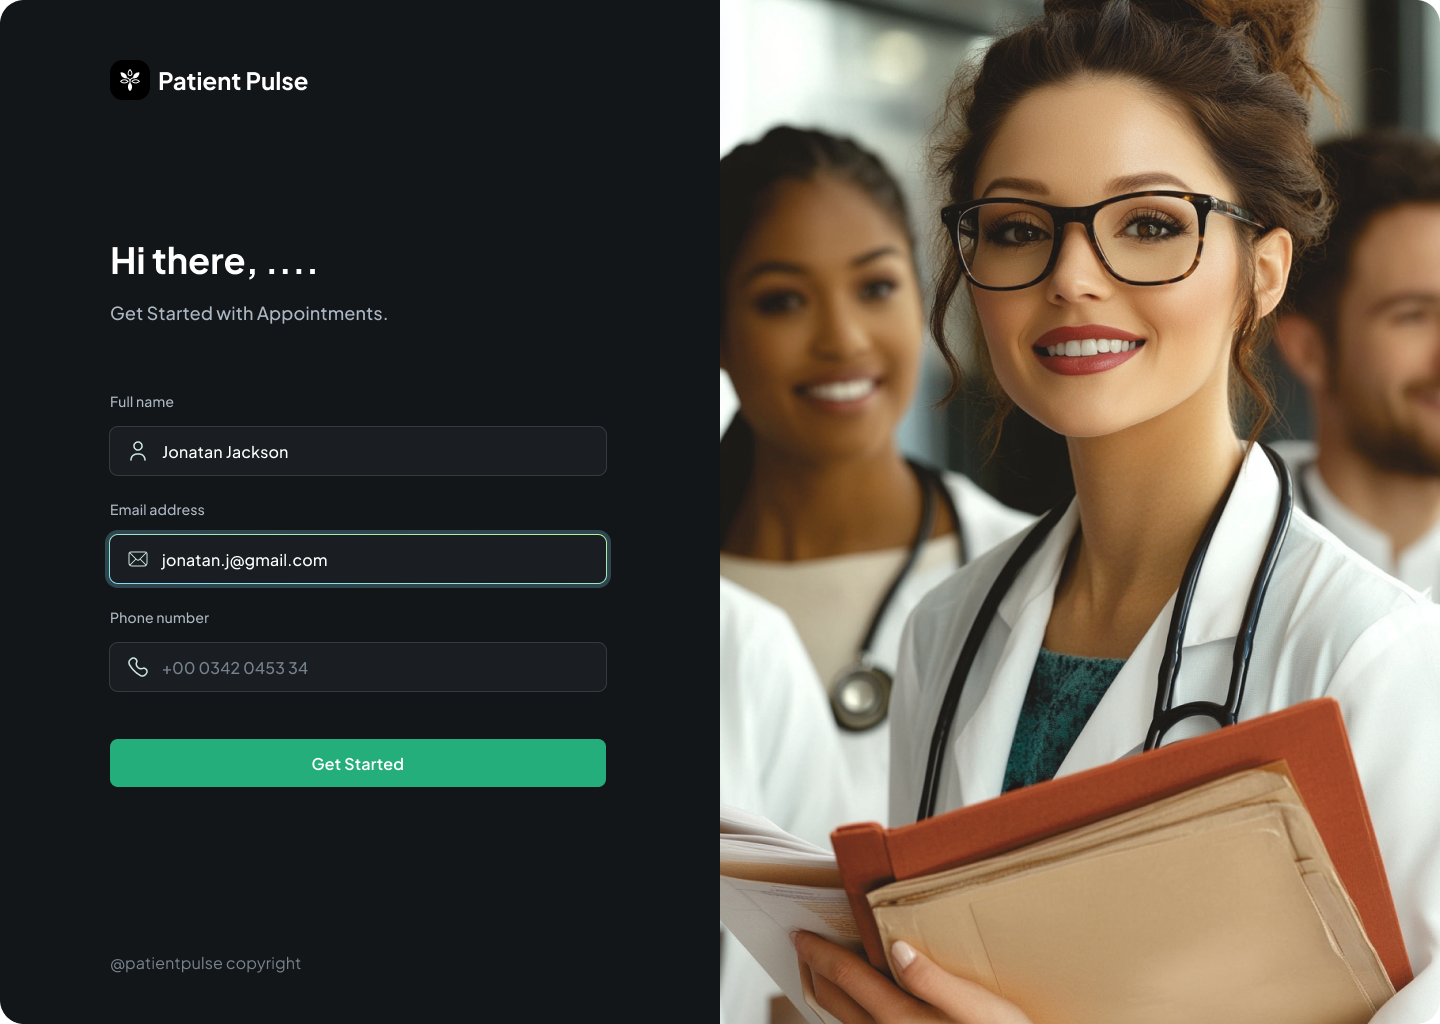 Patient Pulse
Hi there, ....
Get Started with Appointments.
Full name
Jonatan Jackson
Email address
jonatan.j@gmail.com
Phone number
+00 0342 0453 34
Get Started
@patientpulse copyright